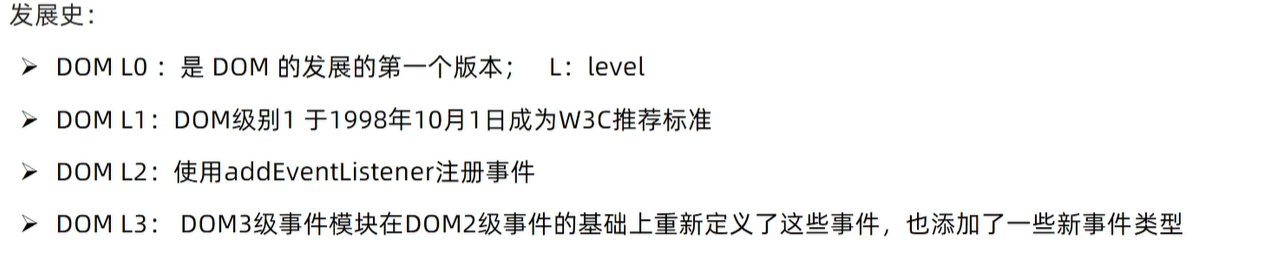 发展史：
➢ DOM L0 ：是 DOM 的发展的第一个版本； L：level
➢ DOM L1：DOM级别1 于1998年10月1日成为W3C推荐标准
➢ DOM L2：使用addEventListener注册事件
➢ DOM L3： DOM3级事件模块在DOM2级事件的基础上重新定义了这些事件，也添加了一些新事件类型